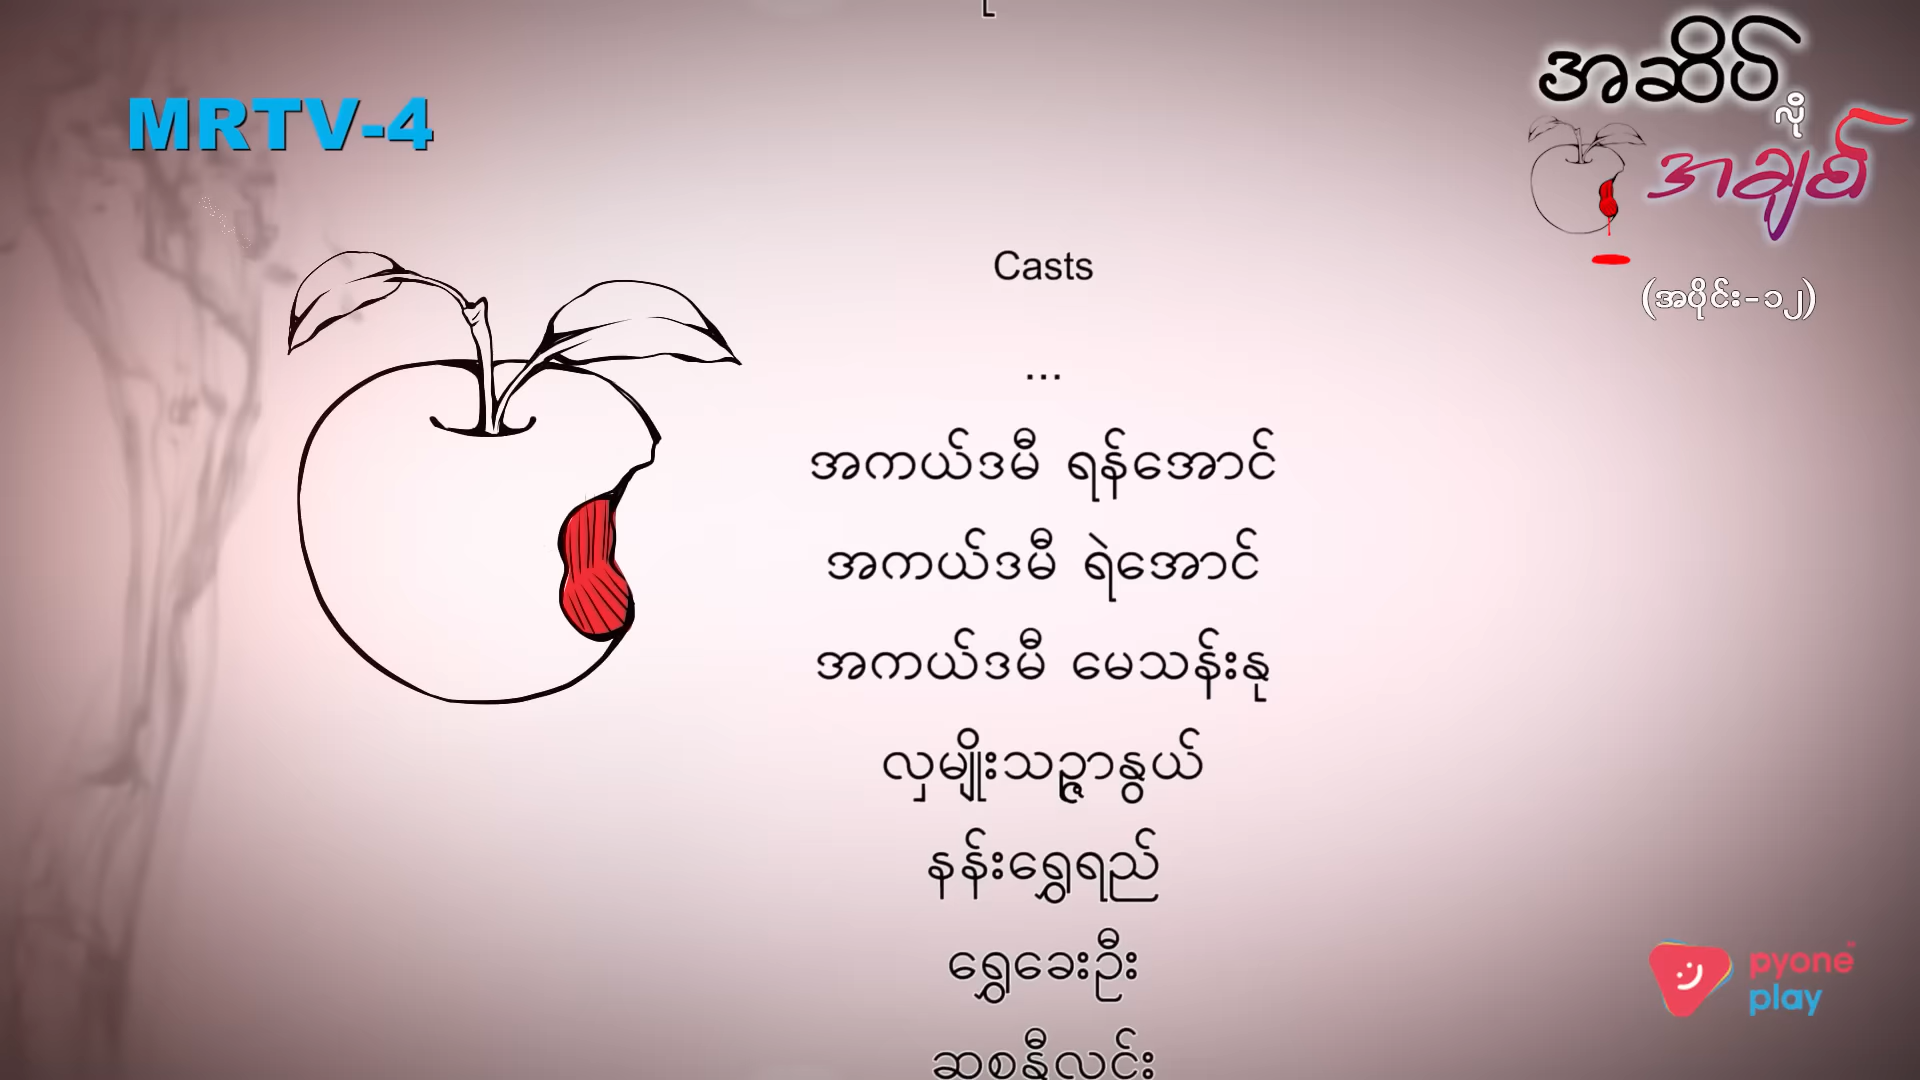 MRTV-4
အဆိပ်
လို
အချစ်
(အပိုင်း-၁၂)
Casts
...
အကယ်ဒမီ ရန်အောင်
အကယ်ဒမီ ရဲအောင်
အကယ်ဒမီ မေသန်းနု
လှမျိုးသဉ္ဇာနွယ်
နန်းရွှေရည်
ရွှေခေးဦး
ဆုစန္ဒီလင်း
pyone
play